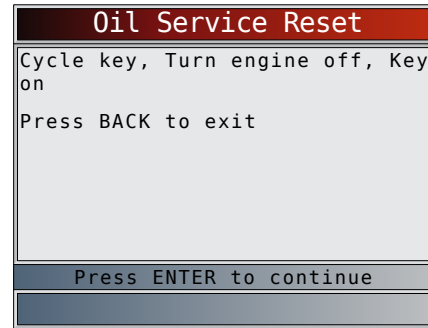 Oil Service Reset
Cycle key, Turn engine off, Key
on
Press BACK to exit
Press ENTER to continue